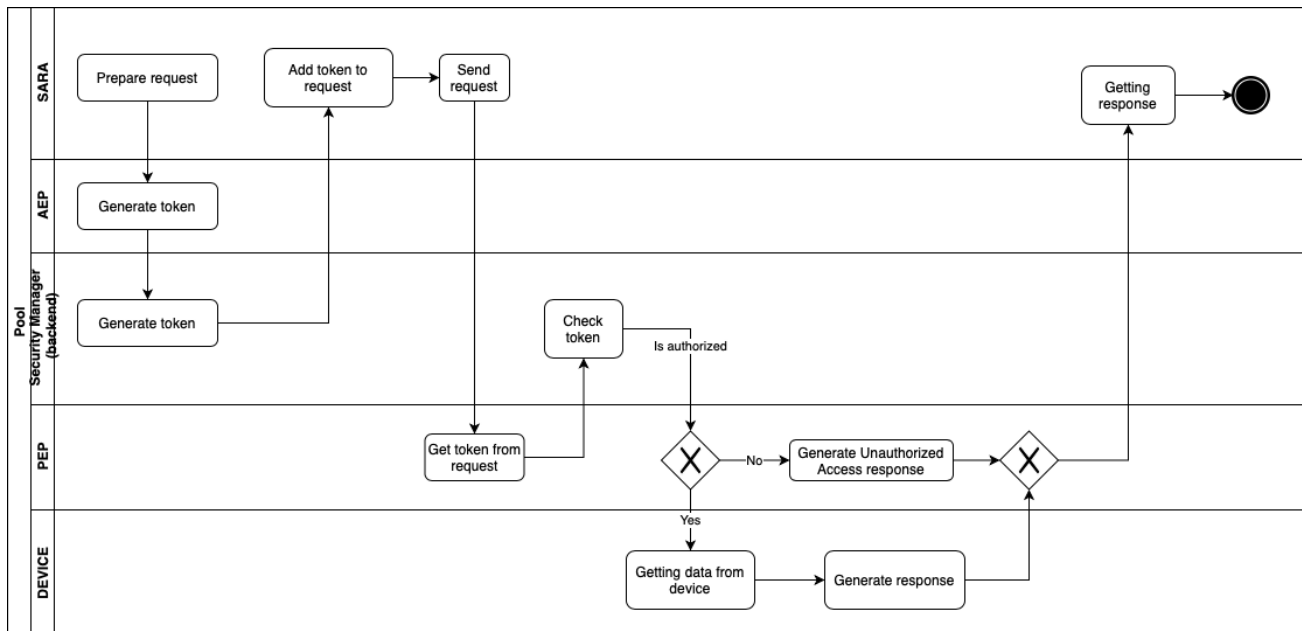 Pool
SARA
Prepare request
Add token to
request
Send
request
Getting
response
AEP
Generate token
Security Manager
(backend)
Generate token
Check
token
Is authorized
PEP
Get token from
request
No
Generate Unauthorized
Access response
Yes
DEVICE
Getting data from
device
Generate response